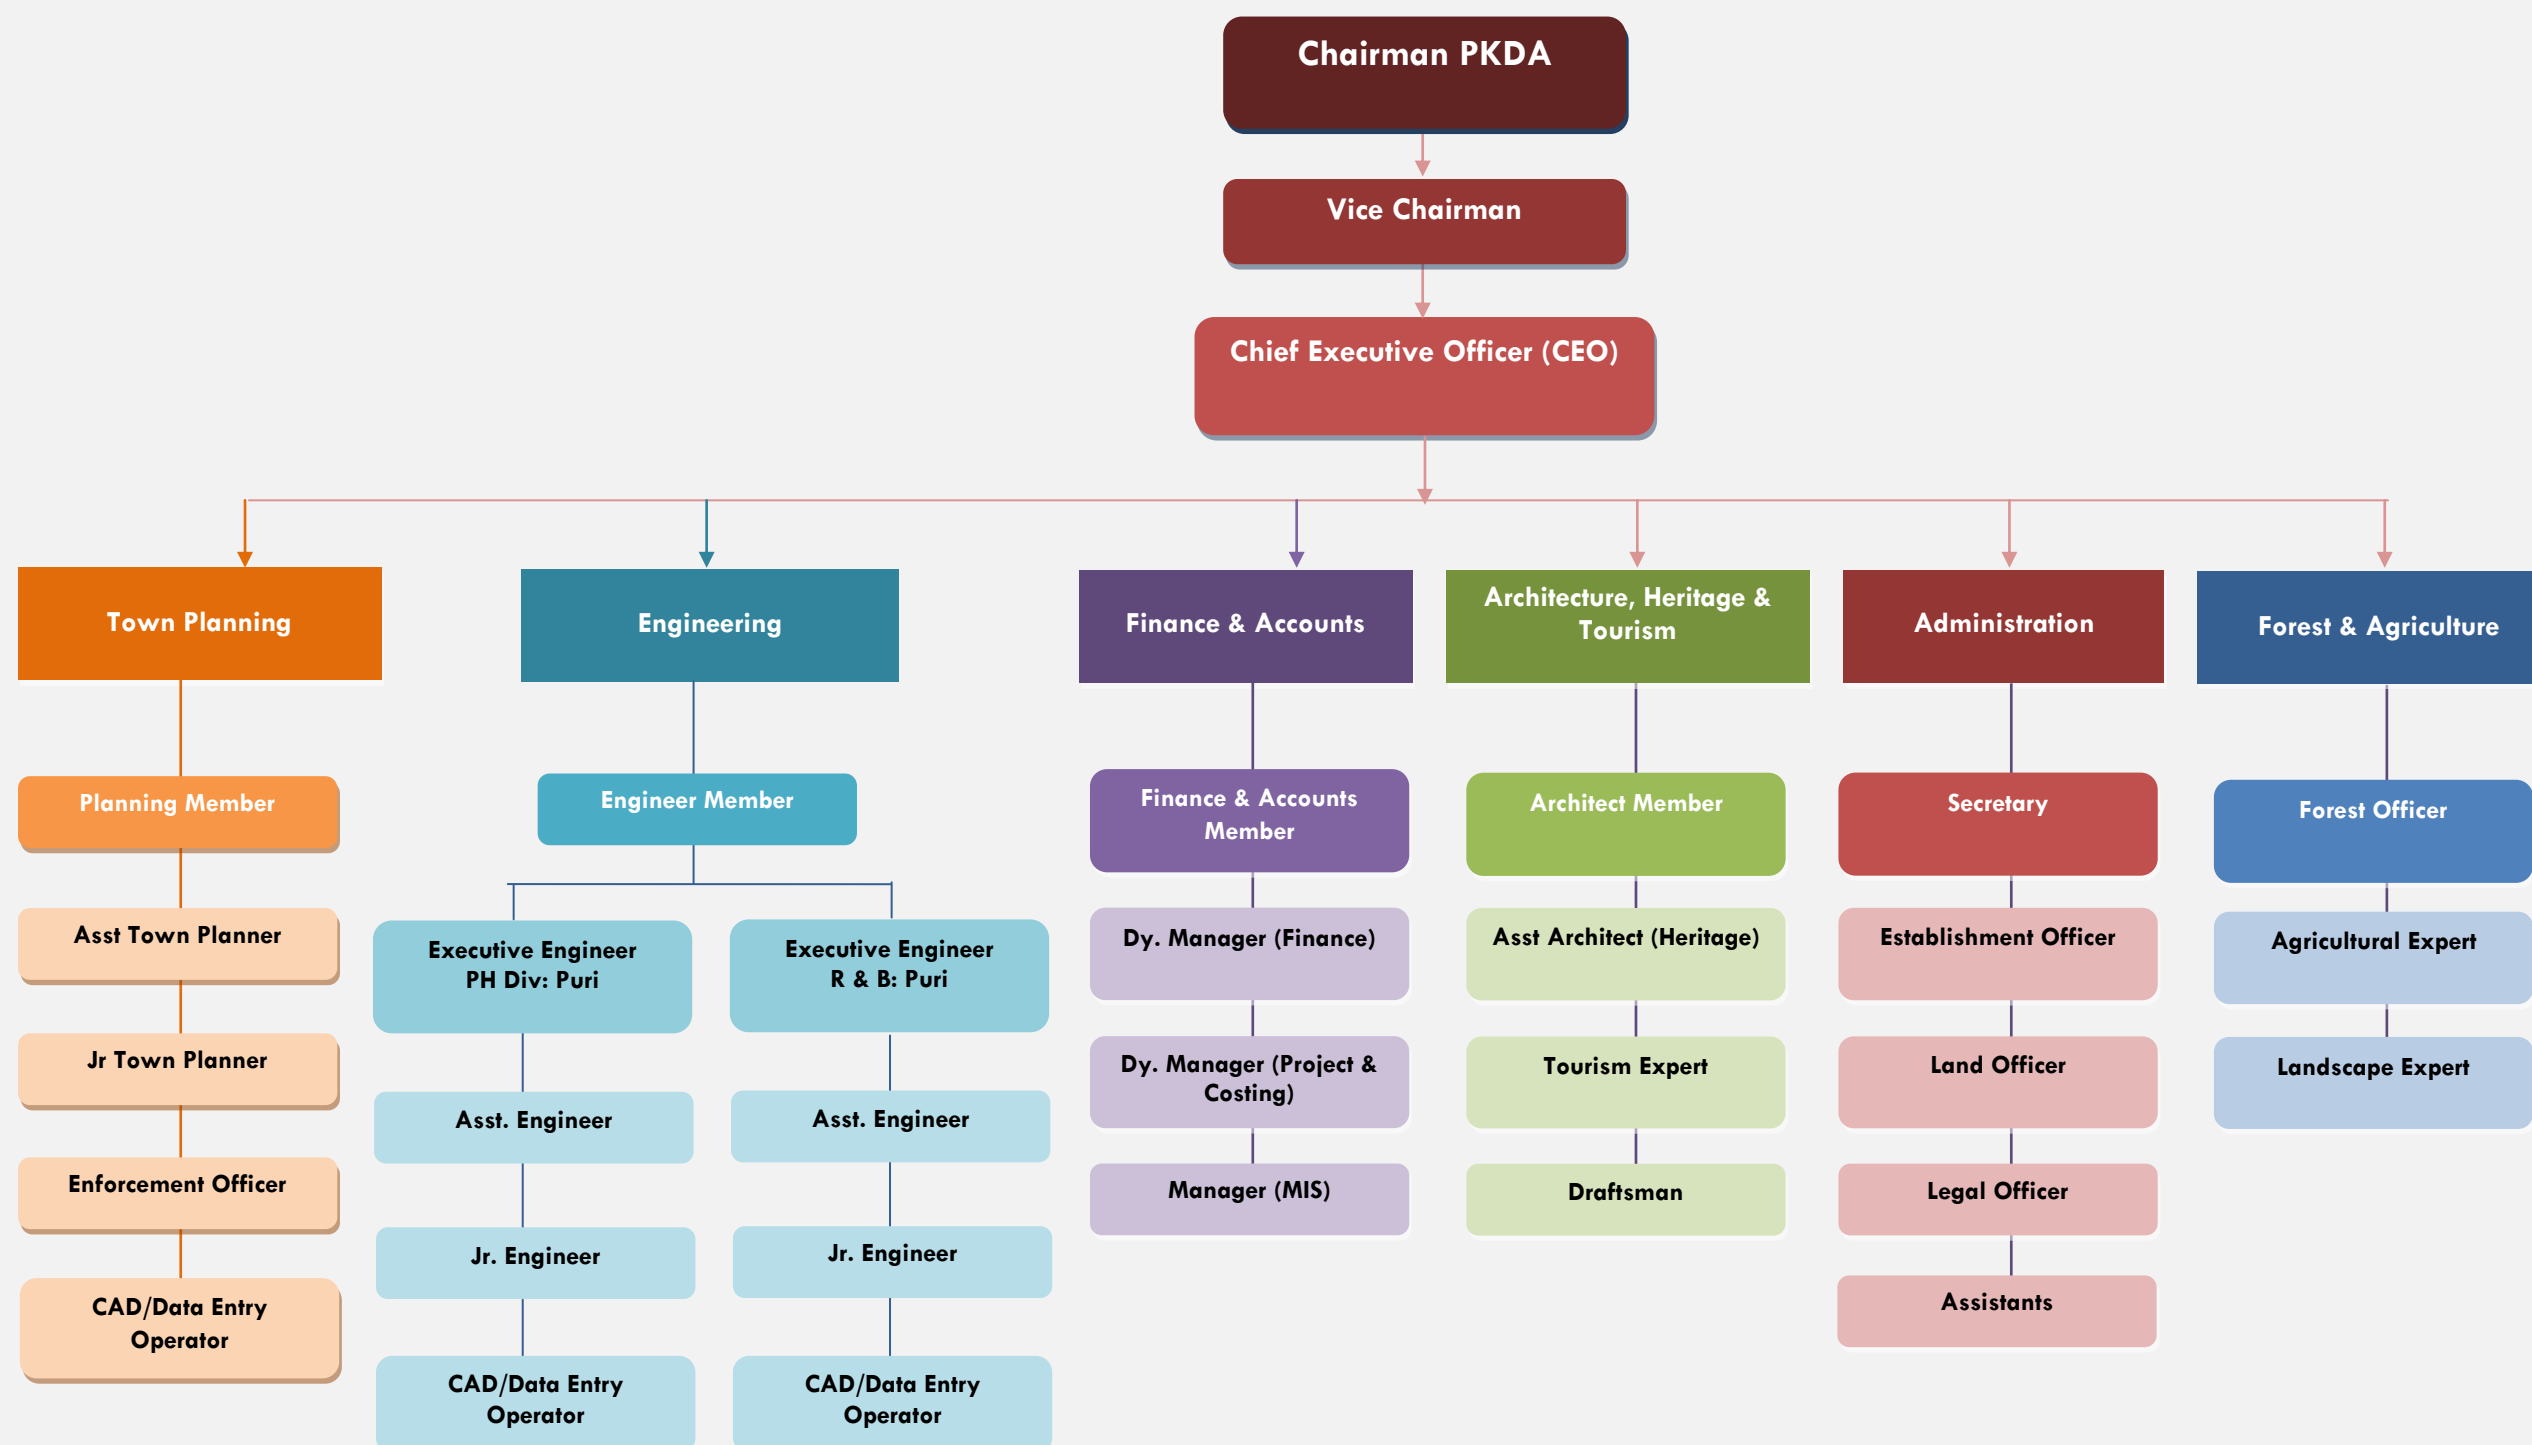 Chairman PKDA
Vice Chairman
Chief Executive Officer (CEO)
Town Planning
Engineering
Finance & Accounts
Architecture, Heritage &
Tourism
Administration
Forest & Agriculture
Planning Member
Asst Town Planner
Jr Town Planner
Enforcement Officer
CAD/Data Entry
Operator
Engineer Member
Executive Engineer
PH Div: Puri
Asst. Engineer
Jr. Engineer
CAD/Data Entry
Operator
Executive Engineer
R & B: Puri
Asst. Engineer
Jr. Engineer
CAD/Data Entry
Operator
Finance & Accounts
Member
Dy. Manager (Finance)
Dy. Manager (Project &
Costing)
Manager (MIS)
Architect Member
Asst Architect (Heritage)
Tourism Expert
Draftsman
Secretary
Establishment Officer
Land Officer
Legal Officer
Assistants
Forest Officer
Agricultural Expert
Landscape Expert